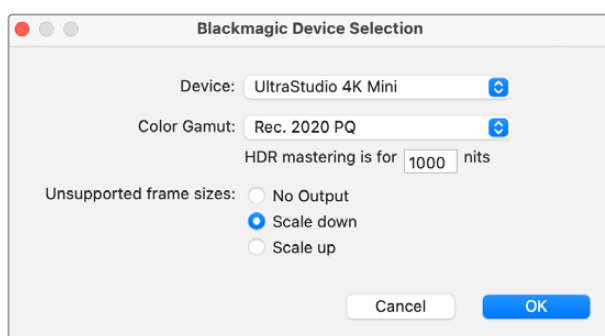 Blackmagic Device Selection
Device: UltraStudio 4K Mini
Color Gamut: Rec. 2020 PQ
HDR mastering is for 1000 nits
Unsupported frame sizes: No Output
Scale down
Scale up
Cancel OK